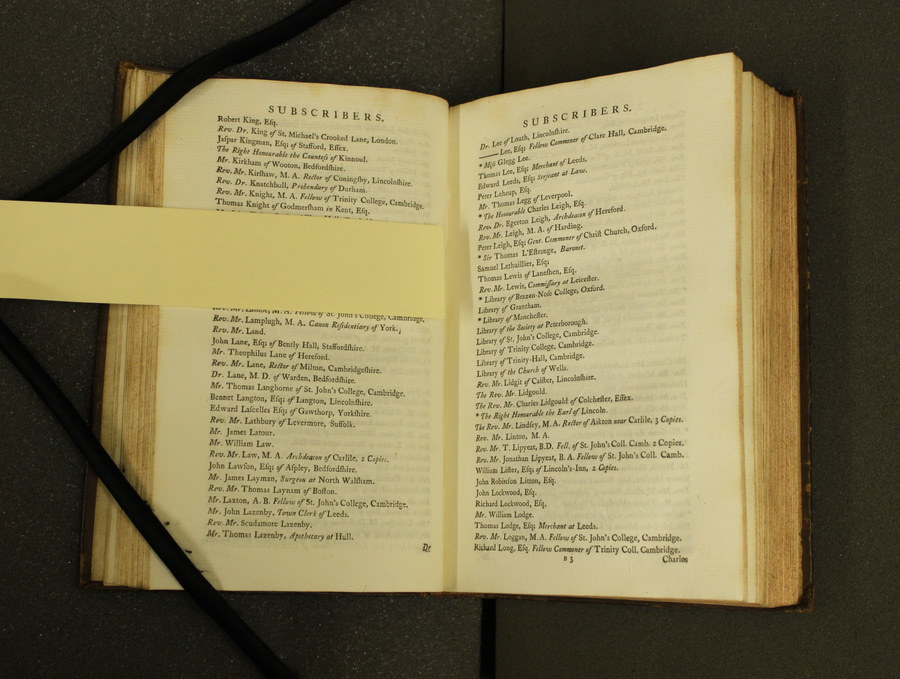 SUBSCRIBERS.
Robert King, Eſq.
Rev. Dr. King of St. Michael's Crooked Lane, London.
Jaſpar Kingman, Eſq; of Stafford, Eſſex.
The Right Honourable the Counteſs of Kinnoul.
Mr. Kirkham of Wooton, Bedfordſhire.
Rev. Mr. Kirſhaw, M. A. Rector of Coningſby, Lincolnſhire.
Rev. Dr. Knatchbull, Prebendary of Durham.
Rev. Mr. Knight, M. A. Fellow of Trinity College, Cambridge.
Thomas Knight of Godmerſham in Kent, Eſq.
M. A. Fellow of St. John's College, Cambridge.
Rev. Mr. Lamplugh, M. A. Canon Reſidentiary of York.
Rev. Mr. Land.
John Lane, Eſq; of Bently Hall, Staffordſhire.
Mr. Theophilus Lane of Hereford.
Rev. Mr. Lane, Rector of Milton, Cambridgeſhire.
Dr. Lane, M. D. of Warden, Bedfordſhire.
Mr. Thomas Langhorne of St. John's College, Cambridge.
Bennet Langton, Eſq; of Langton, Lincolnſhire.
Edward Laſcelles Eſq; of Gawthorp, Yorkſhire.
Rev. Mr. Lathbury of Levermore, Suffolk.
Mr. James Latour.
Mr. William Law.
Rev. Mr. Law, M. A. Archdeacon of Carliſe, 2 Copies.
John Lawſon, Eſq; of Aſpley, Bedfordſhire.
Mr. James Layman, Surgeon at North Walſham.
Rev. Mr. Thomas Laynam of Boſton.
Mr. Laxton, A. B. Fellow of St. John's College, Cambridge.
Mr. John Lazenby, Town Clerk of Leeds.
Rev. Mr. Scudamore Lazenby.
Mr. Thomas Lazenby, Apothecary at Hull.
Dr
SUBSCRIBERS.
Dr. Lee of Louth, Lincolnſhire.
—— Lee, Eſq; Fellow Commoner of Clare Hall, Cambridge.
* Miſs Glegg Lee.
Thomas Lee, Eſq; Merchant of Leeds.
Edward Leeds, Eſq; Serjeant at Law.
Peter Leheup, Eſq.
Mr. Thomas Legg of Leverpool.
* The Honourable Charles Leigh, Eſq.
Rev. Dr. Egerton Leigh, Archdeacon of Hereford.
Rev. Mr. Leigh, M. A. of Harding.
Peter Leigh, Eſq; Gent. Commoner of Chriſt Church, Oxford.
* Sir Thomas L'Eſtrange, Baronet.
Samuel Lethuillier, Eſq;
Thomas Lewis of Laneſhen, Eſq.
Rev. Mr. Lewis, Commiſſary at Leiceſter.
* Library of Brazen-Noſe College, Oxford.
Library of Grantham.
* Library of Mancheſter.
Library of the Society at Peterborough.
Library of St. John's College, Cambridge.
Library of Trinity College, Cambridge.
Library of Trinity-Hall, Cambridge.
Library of the Church of Wells.
Rev. Mr. Lidgit of Caiſter, Lincolnſhire.
The Rev. Mr. Lidgould.
The Rev. Mr. Charles Lidgould of Colcheſter, Eſſex.
* The Right Honourable the Earl of Lincoln.
The Rev. Mr. Lindſey, M. A. Rector of Aikton near Carliſe, 3 Copies.
Rev. Mr. Linton, M. A.
Rev. Mr. T. Lipyeat, B.D. Fell. of St. John's Coll. Camb. 2 Copies.
Rev. Mr. Jonathan Lipyeat, B. A. Fellow of St. John's Coll. Camb.
William Liſter, Eſq; of Lincoln's-Inn, 2 Copies.
John Robinſon Litton, Eſq.
John Lockwood, Eſq.
Richard Lockwood, Eſq.
Mr. William Lodge.
Thomas Lodge, Eſq; Merchant at Leeds.
Rev. Mr. Loggan, M.A. Fellow of St. John's College, Cambridge.
Richard Long, Eſq. Fellow Commoner of Trinity Coll. Cambridge.
B 3
Charles